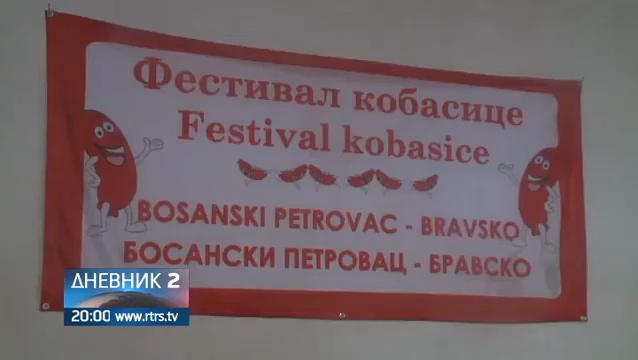 Фестивал кобасице
Festival kobasice
BOSANSKI PETROVAC - BRAVSKO
БОСАНСКИ ПЕТРОВАЦ - БРАВСКО
ДНЕВНИК 2
20:00 www.rtrs.tv